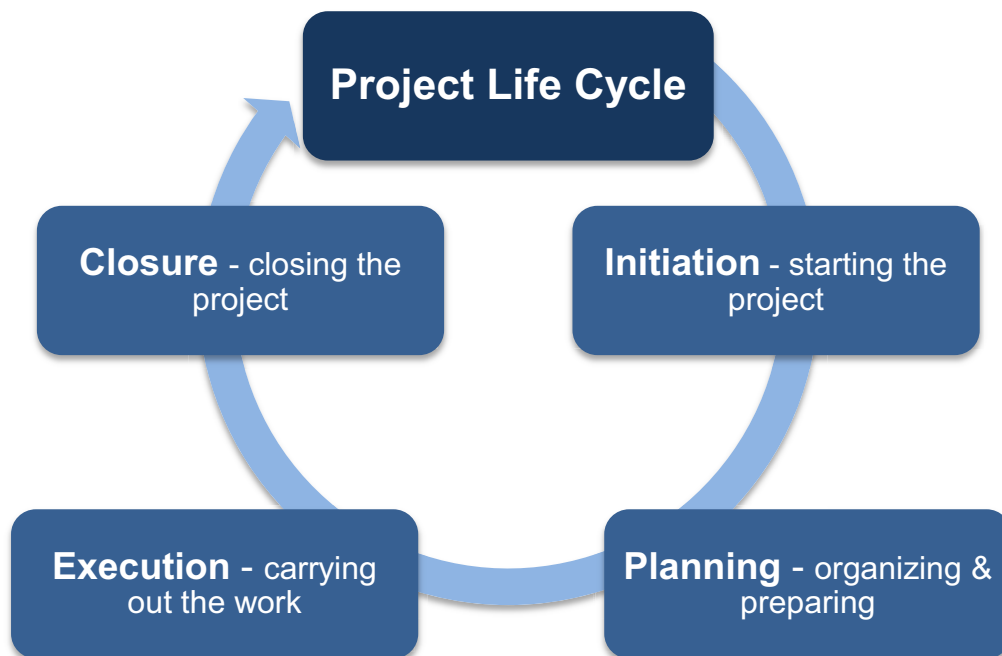 Project Life Cycle
Initiation - starting the
project
Planning - organizing &
preparing
Execution - carrying
out the work
Closure - closing the
project